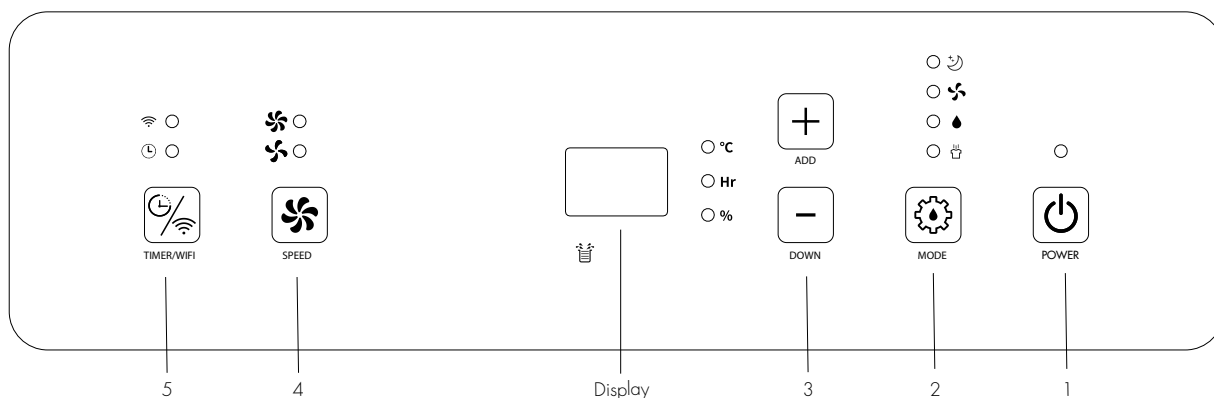 °C
ADD
Hr
%
TIMER/WIFI
SPEED
DOWN
MODE
POWER
5
4
Display
3
2
1